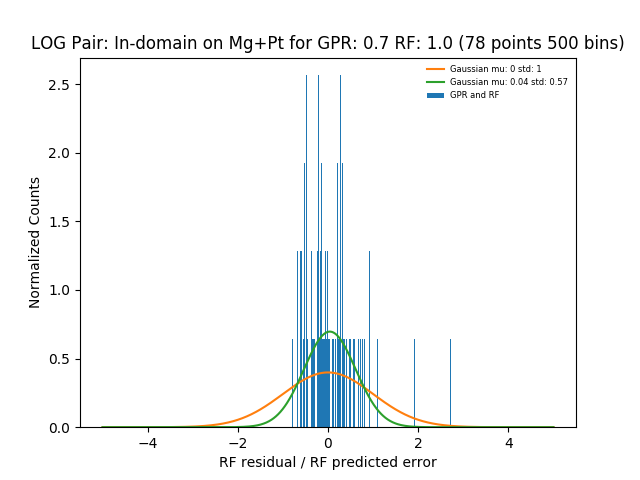 LOG Pair: In-domain on Mg+Pt for GPR: 0.7 RF: 1.0 (78 points 500 bins)
Gaussian mu: 0 std: 1
Gaussian mu: 0.04 std: 0.57
GPR and RF
Normalized Counts
2.5
2.0
1.5
1.0
0.5
0.0
−4 −2 0 2 4
RF residual / RF predicted error